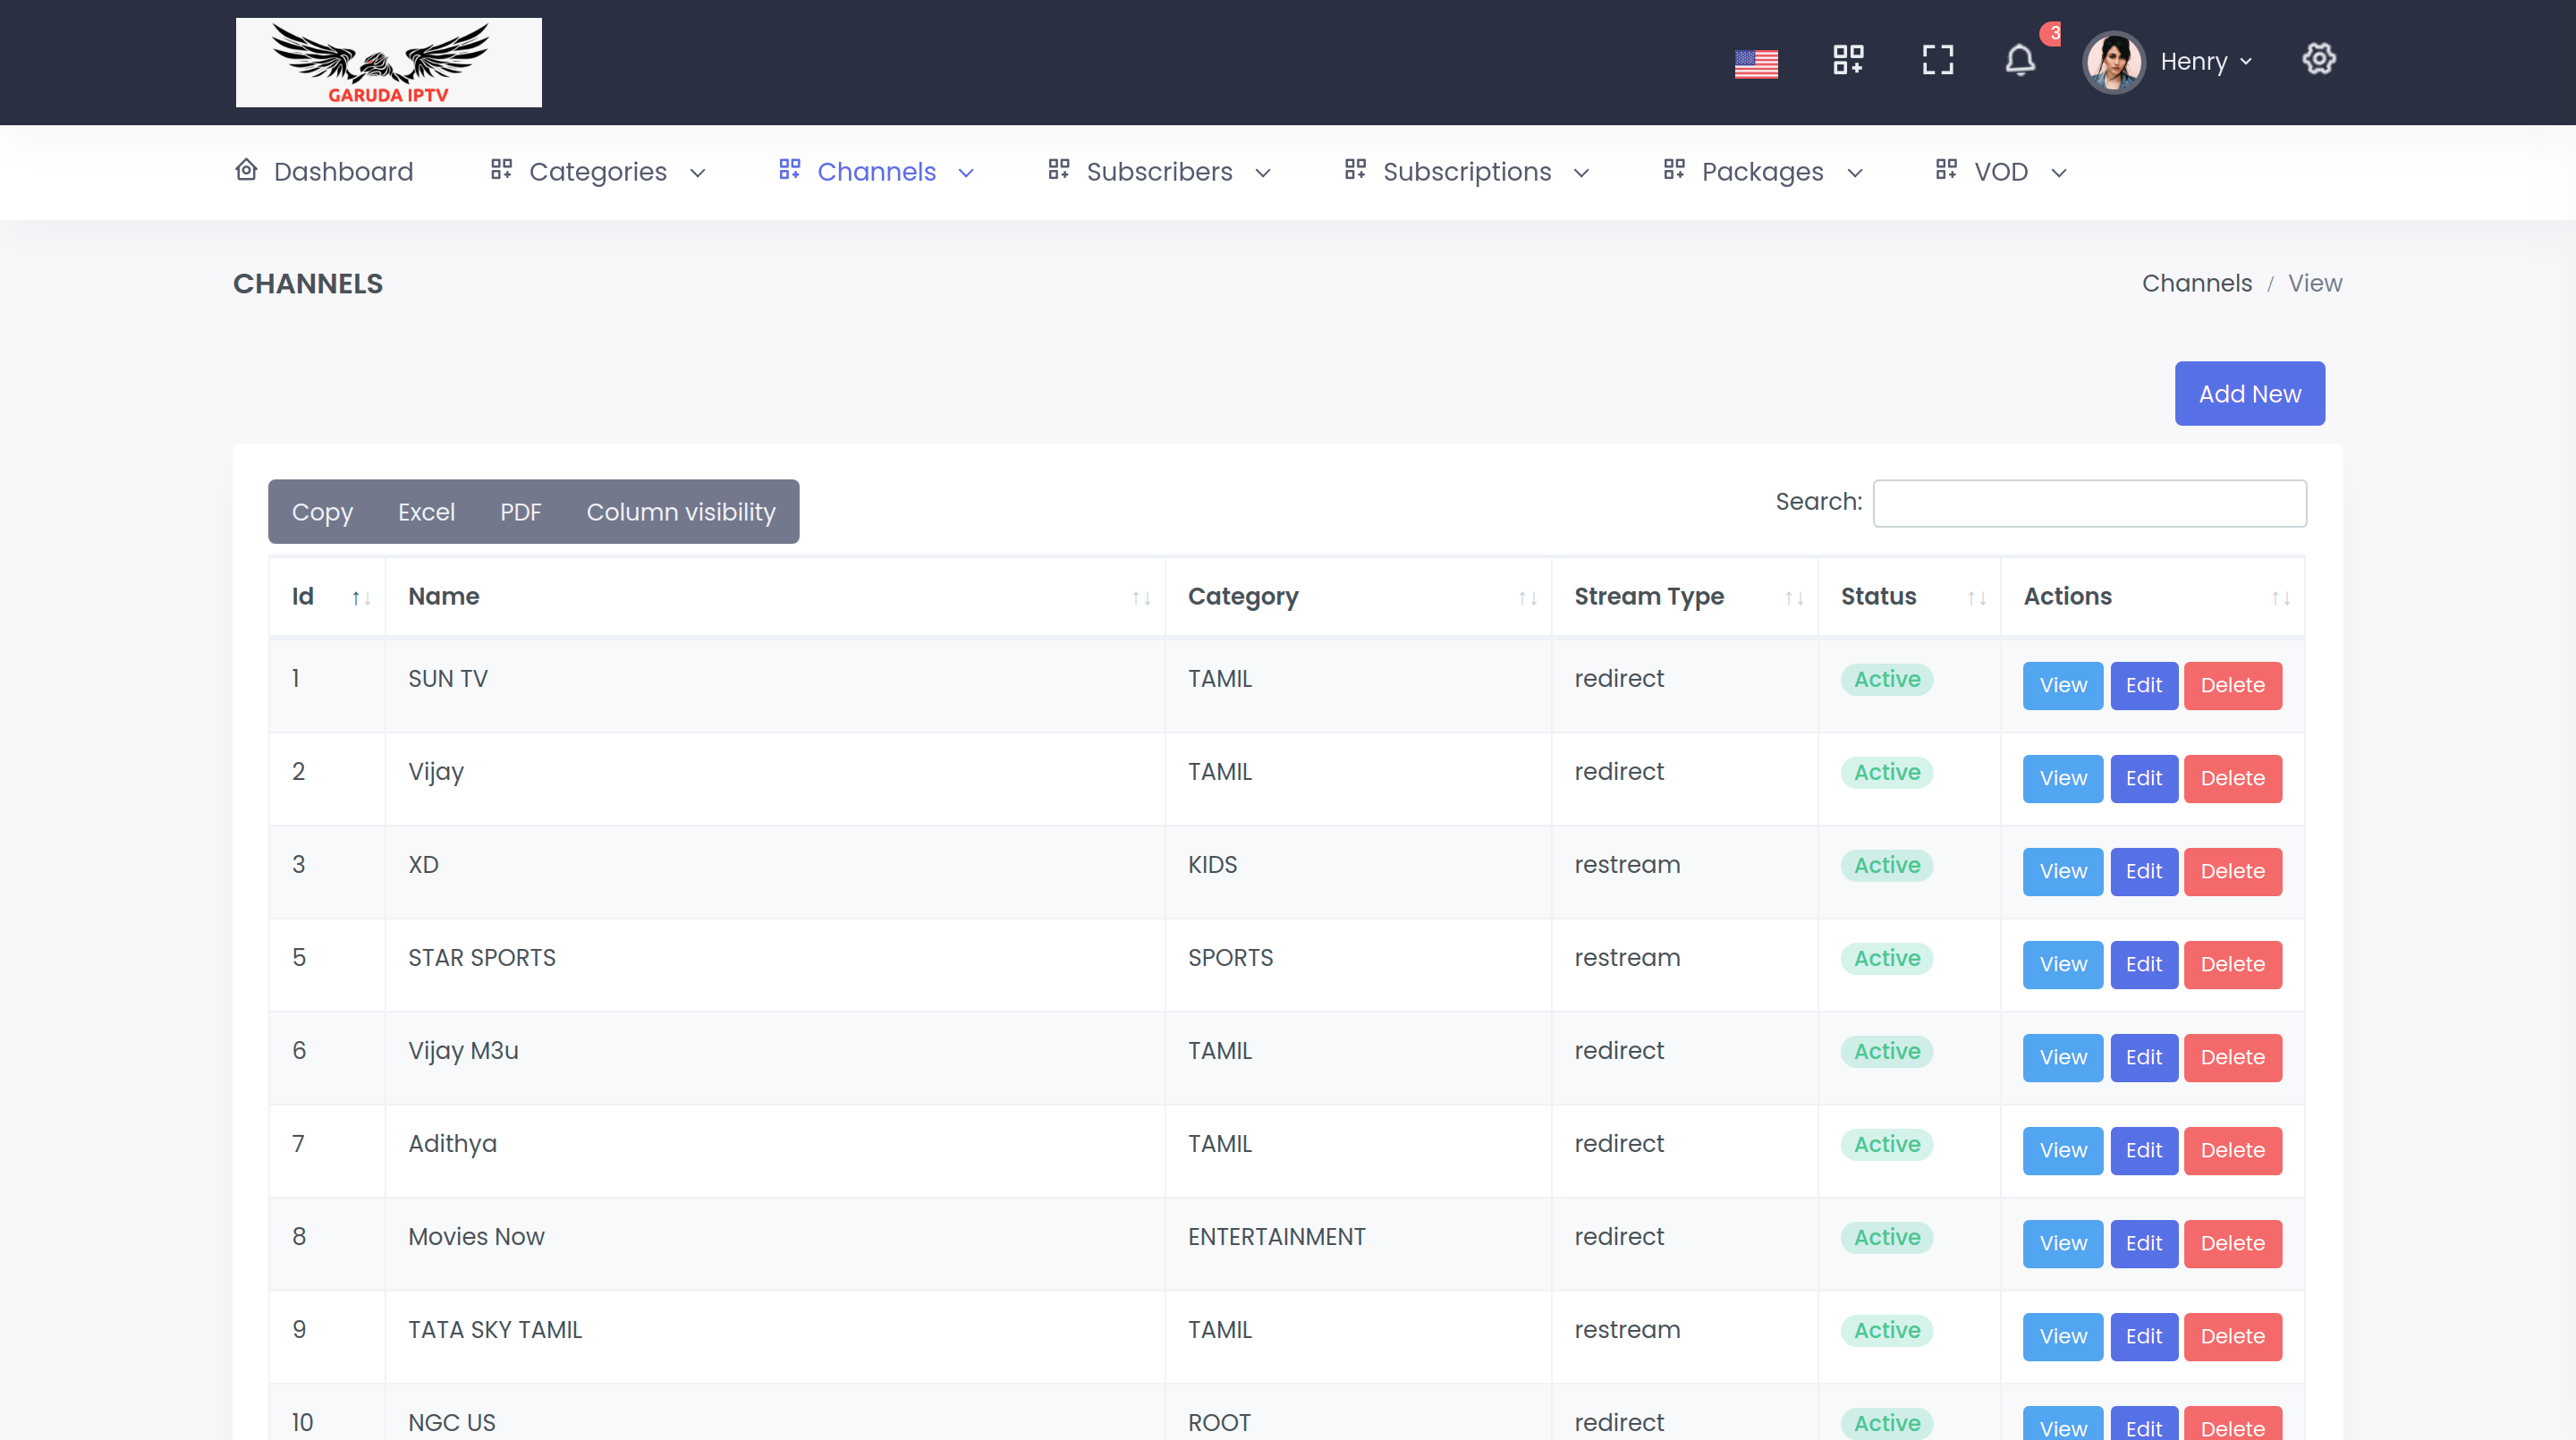 GARUDA IPTV
3
Henry
Dashboard Categories Channels Subscribers Subscriptions Packages VOD
CHANNELS
Channels / View
Add New
Copy Excel PDF Column visibility
Search:
Id Name Category Stream Type Status Actions
1 SUN TV TAMIL redirect Active View Edit Delete
2 Vijay TAMIL redirect Active View Edit Delete
3 XD KIDS restream Active View Edit Delete
5 STAR SPORTS SPORTS restream Active View Edit Delete
6 Vijay M3u TAMIL redirect Active View Edit Delete
7 Adithya TAMIL redirect Active View Edit Delete
8 Movies Now ENTERTAINMENT redirect Active View Edit Delete
9 TATA SKY TAMIL TAMIL restream Active View Edit Delete
10 NGC US ROOT redirect Active View Edit Delete